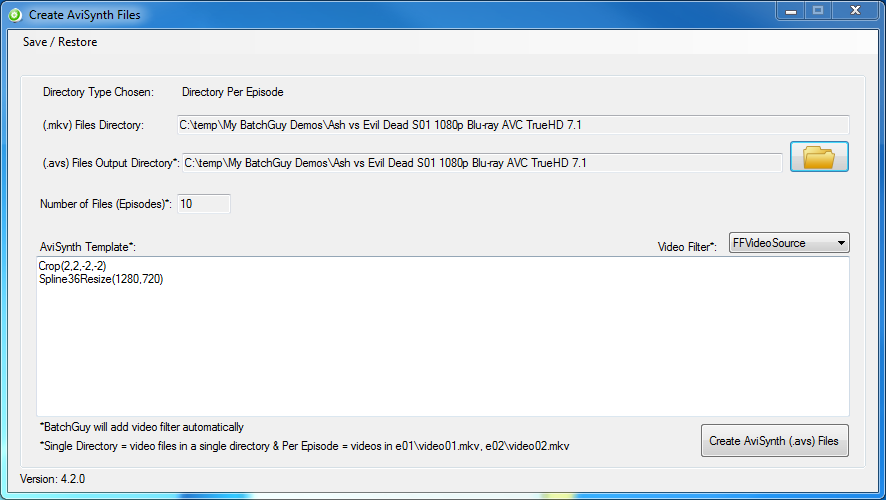 Create AviSynth Files
Save / Restore
Directory Type Chosen: Directory Per Episode
(.mkv) Files Directory: C:\temp\My BatchGuy Demos\Ash vs Evil Dead S01 1080p Blu-ray AVC TrueHD 7.1
(.avs) Files Output Directory*: C:\temp\My BatchGuy Demos\Ash vs Evil Dead S01 1080p Blu-ray AVC TrueHD 7.1
Number of Files (Episodes)*: 10
AviSynth Template*: Video Filter*: FFVideoSource
Crop(2,2,-2,-2)
Spline36Resize(1280,720)
*BatchGuy will add video filter automatically
*Single Directory = video files in a single directory & Per Episode = videos in e01\video01.mkv, e02\video02.mkv
Create AviSynth (.avs) Files
Version: 4.2.0